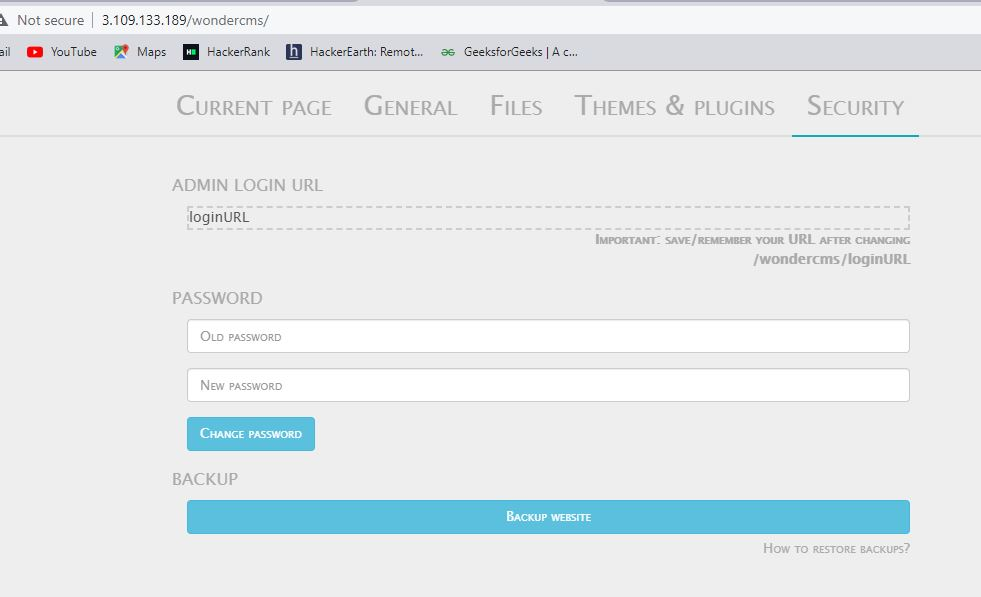 Not secure | 3.109.133.189/wondercms/
ail YouTube Maps HackerRank HackerEarth: Remot... GeeksforGeeks | A c...
Current page General Files Themes & plugins Security
ADMIN LOGIN URL
loginURL
Important: save/remember your URL after changing
/wondercms/loginURL
PASSWORD
Old password
New password
Change password
BACKUP
Backup website
How to restore backups?